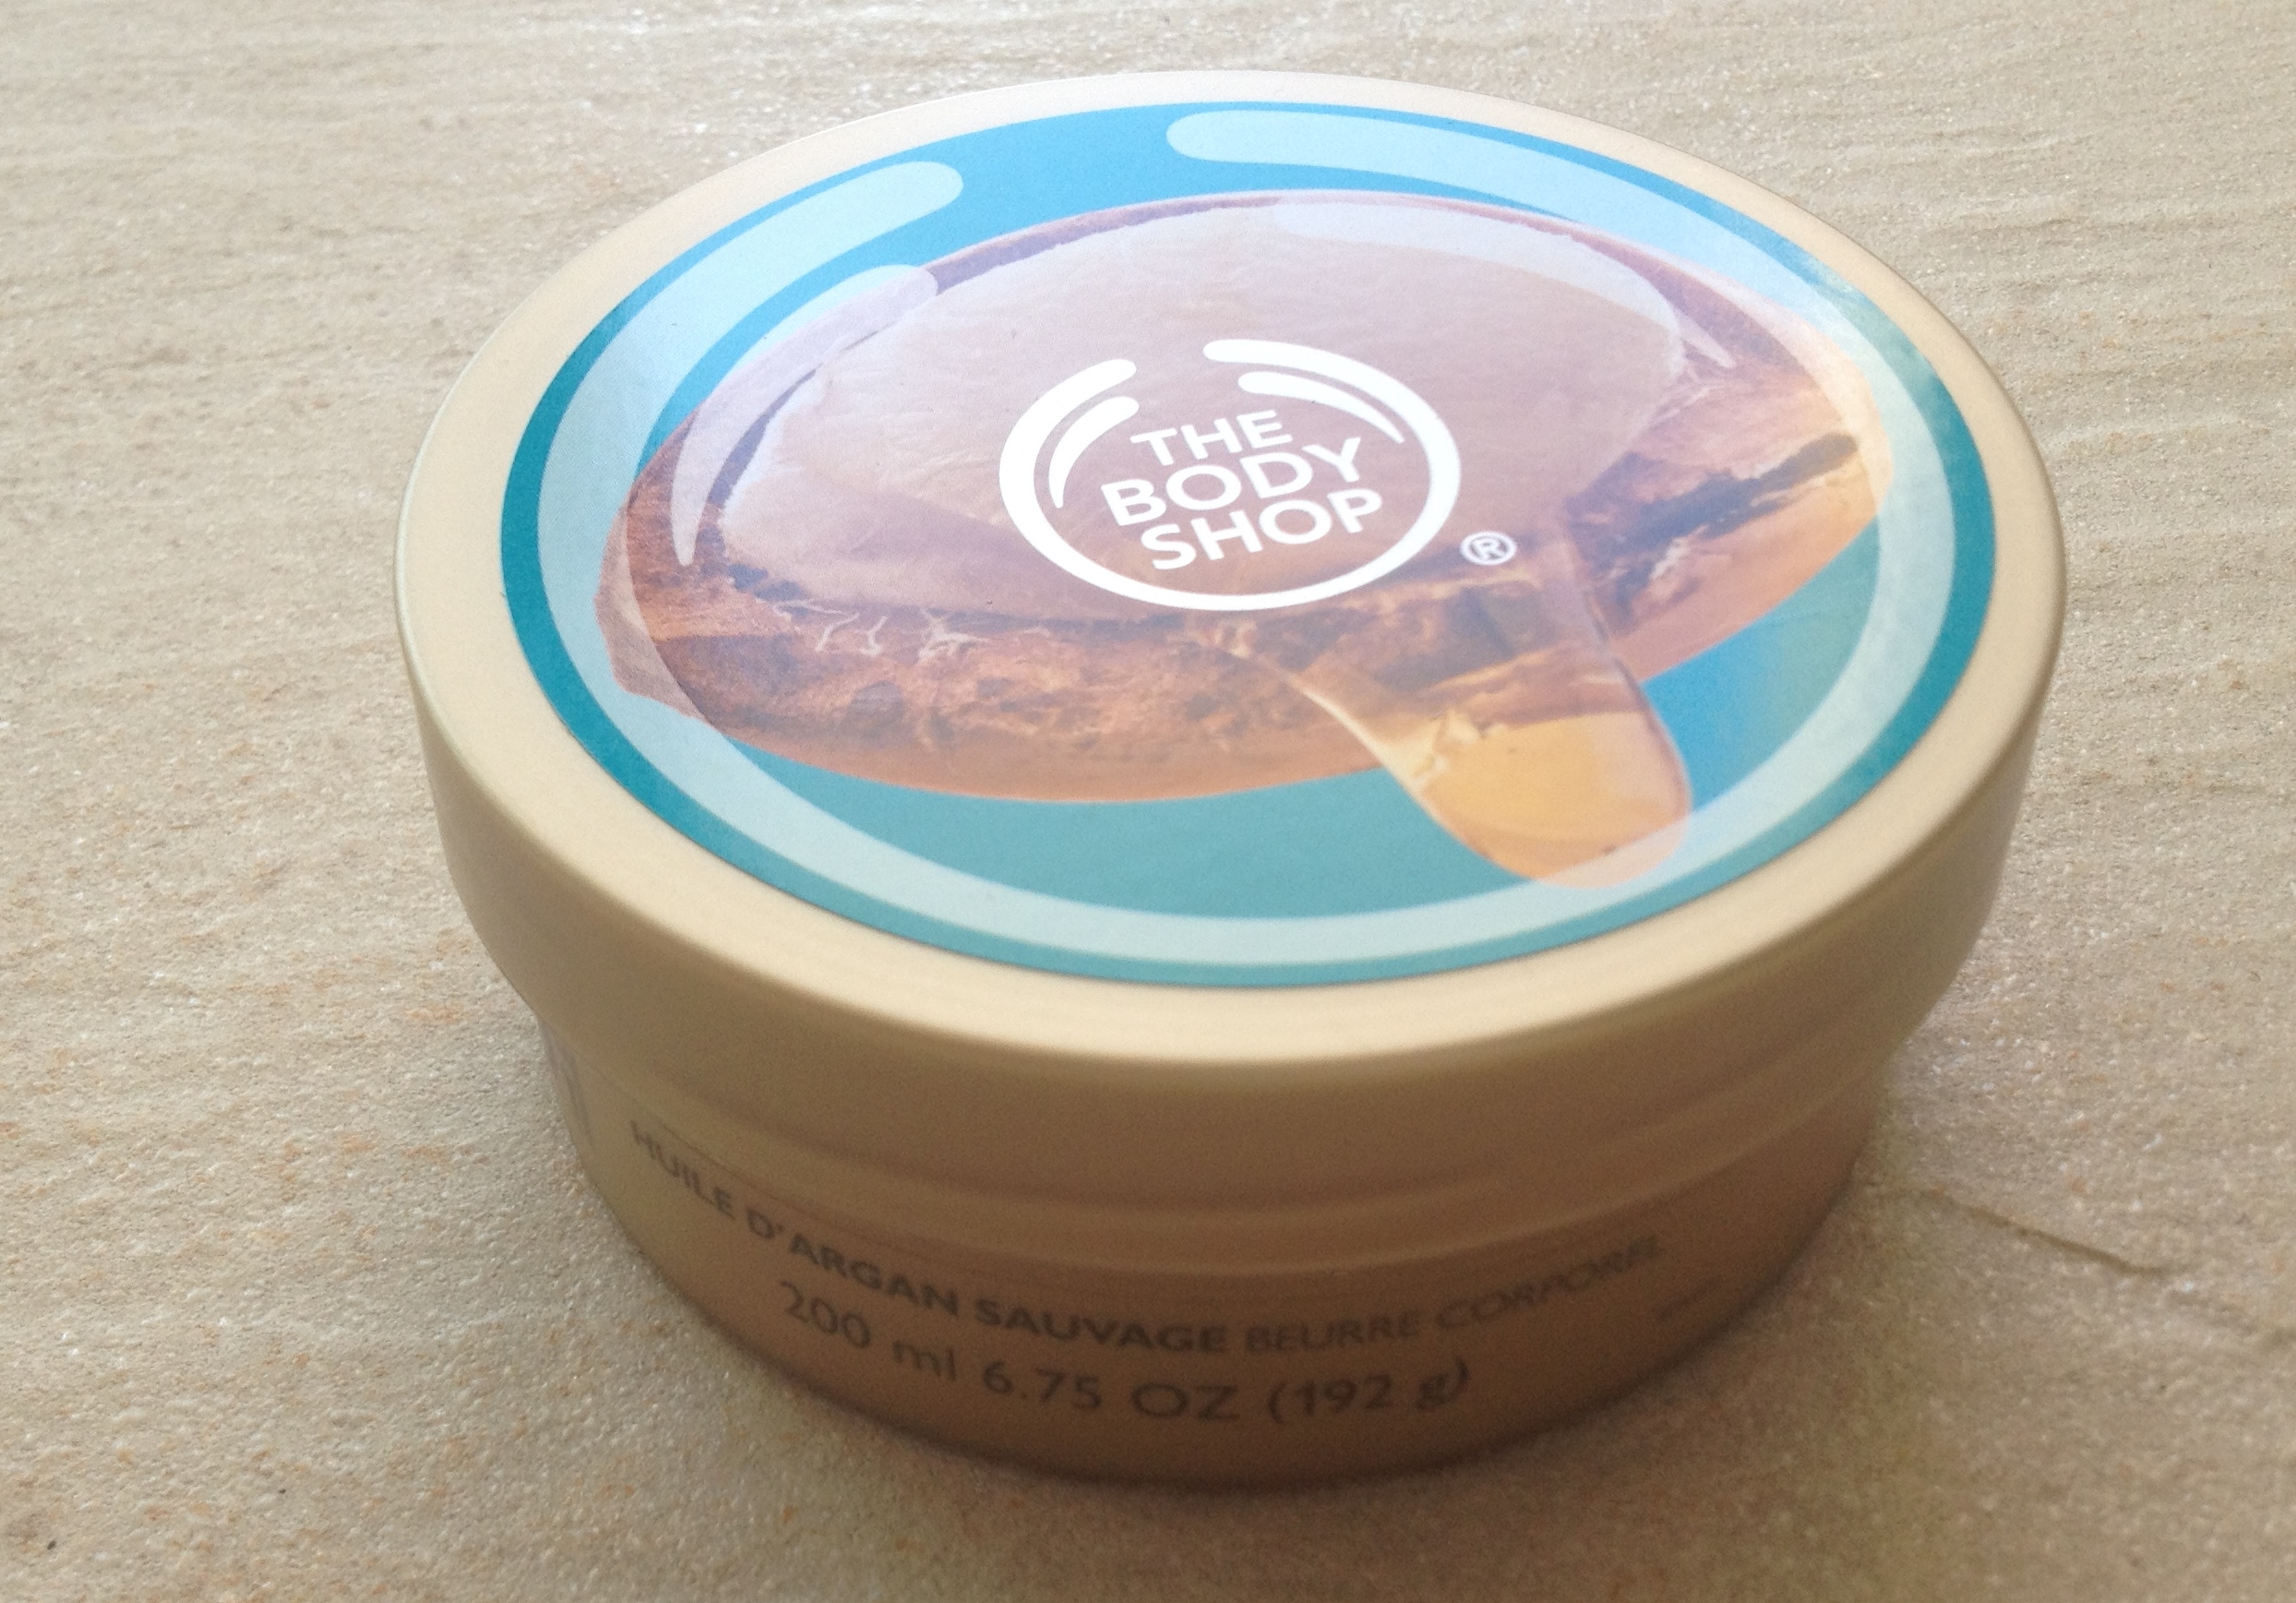 THE
BODY
SHOP
®
HUILE D'ARGAN SAUVAGE BEURRE CORPOREL
200 ml 6.75 OZ (192 g)